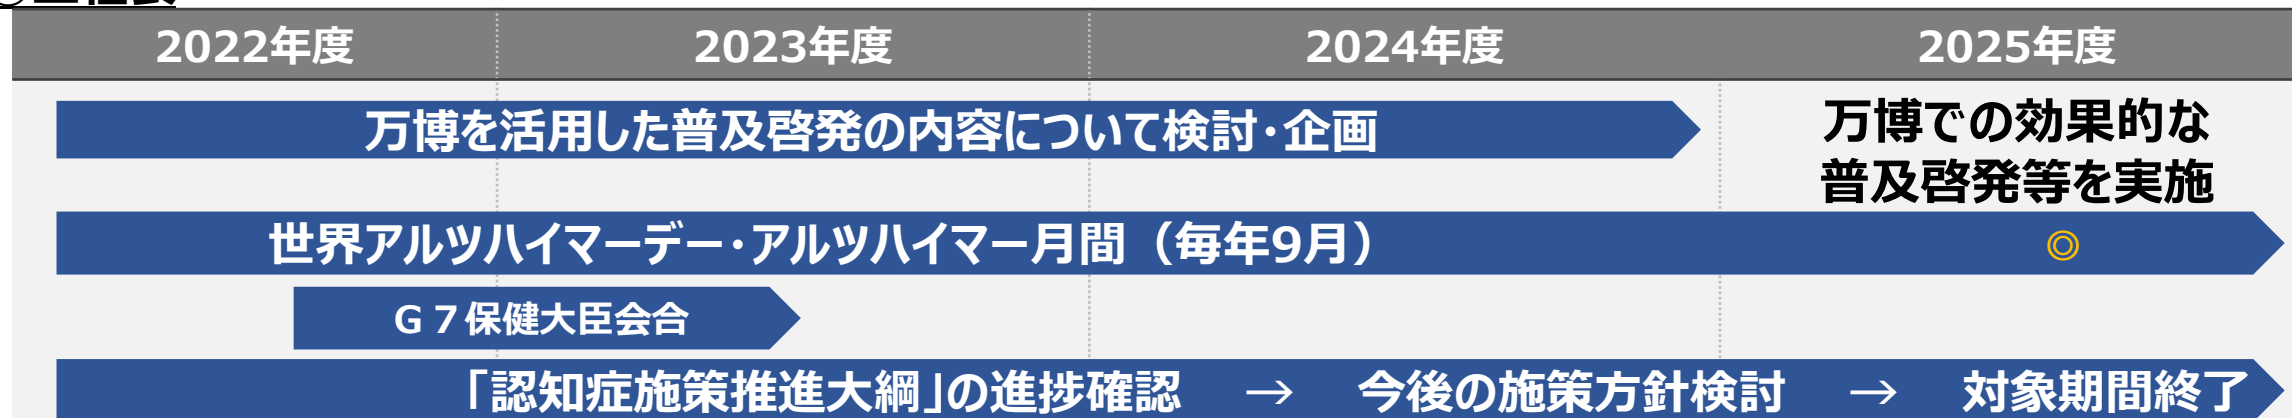 2022年度 2023年度 2024年度 2025年度
万博を活用した普及啓発の内容について検討・企画
万博での効果的な
普及啓発等を実施
世界アルツハイマーデー・アルツハイマー月間（毎年9月） ◎
Ｇ７保健大臣会合
「認知症施策推進大綱」の進捗確認 → 今後の施策方針検討 → 対象期間終了